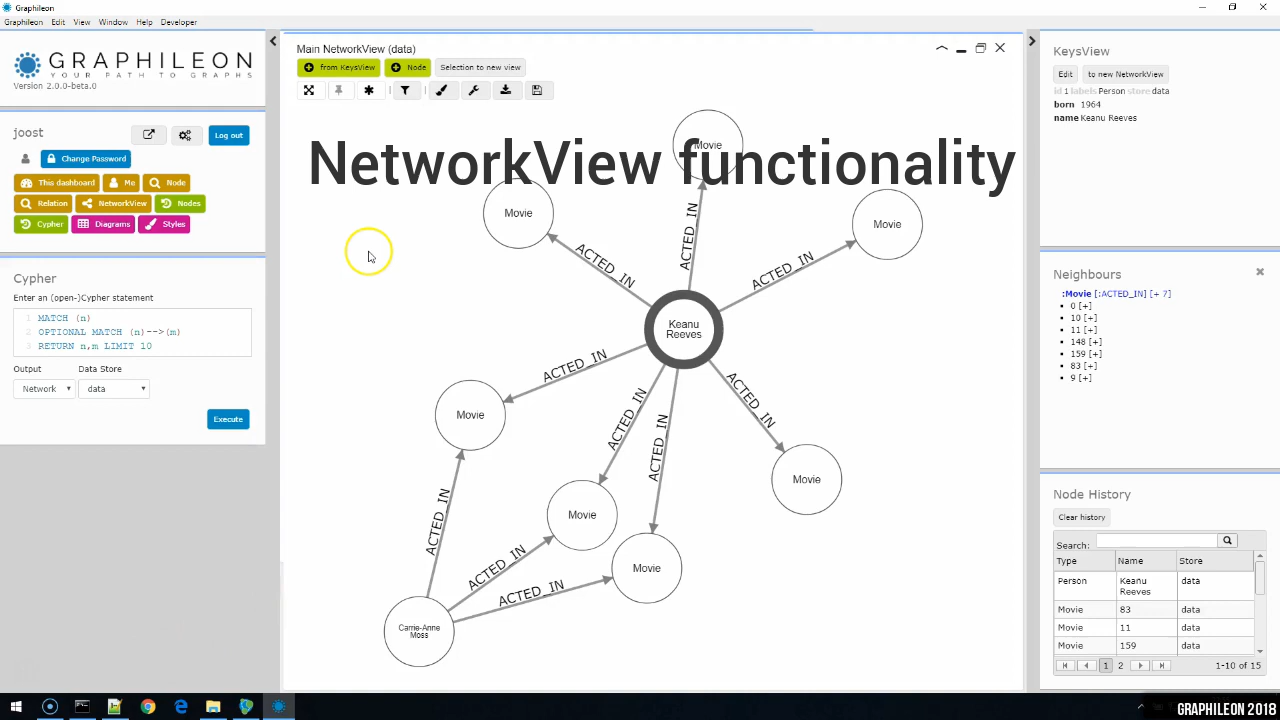 Graphileon
Graphileon Edit View Window Help Developer
GRAPHILEON
YOUR PATH TO GRAPHS
Version 2.0.0-beta.0
joost
Log out
Change Password
This dashboard Me Node
Relation NetworkView Nodes
Cypher Diagrams Styles
Cypher
Enter an (open-)Cypher statement
1 MATCH (n)
2 OPTIONAL MATCH (n)-->(m)
3 RETURN n,m LIMIT 10
Output Data Store
Network data
Execute
Main NetworkView (data)
from KeysView Node Selection to new view
NetworkView functionality
Movie
Movie
Movie
ACTED_IN
ACTED_IN
ACTED_IN
Keanu
Reeves
ACTED_IN
ACTED_IN
ACTED_IN
ACTED_IN
Movie
Movie
Movie
Movie
ACTED_IN
ACTED_IN
ACTED_IN
Carrie-Anne
Moss
KeysView
Edit to new NetworkView
id 1 labels Person store data
born 1964
name Keanu Reeves
Neighbours
:Movie [:ACTED_IN] [+ 7]
0 [+]
10 [+]
11 [+]
148 [+]
159 [+]
83 [+]
9 [+]
Node History
Clear history
Search:
Type Name Store
Person Keanu Reeves data
Movie 83 data
Movie 11 data
Movie 159 data
1 2 1-10 of 15
GRAPHILEON 2018